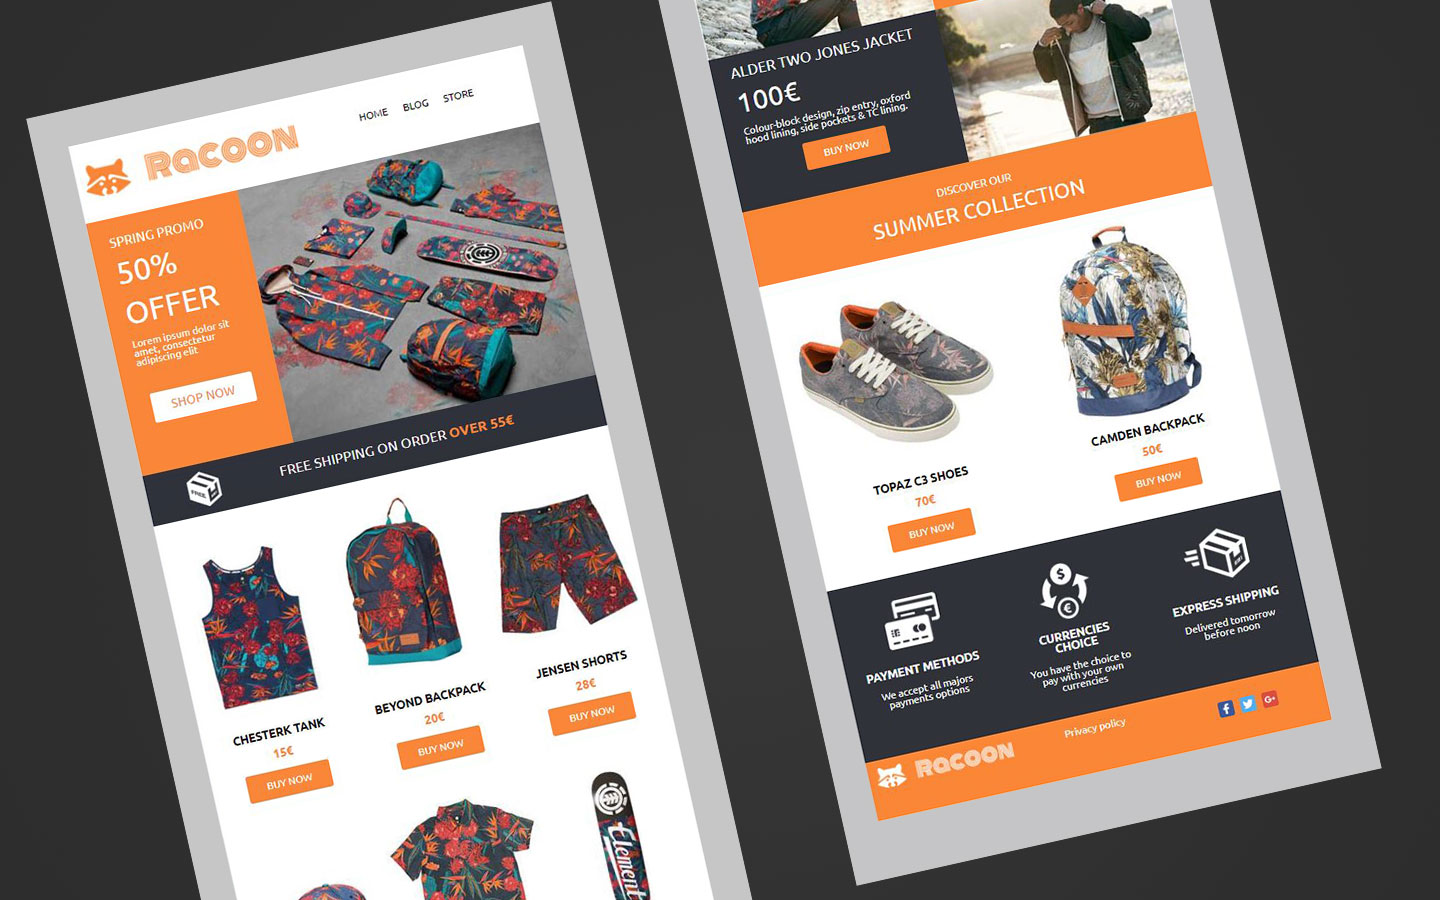 Racoon
HOME BLOG STORE
SPRING PROMO
50%
OFFER
Lorem ipsum dolor sit
amet, consectetur
adipiscing elit
SHOP NOW
FREE
FREE SHIPPING ON ORDER OVER 55€
CHESTERK TANK
15€
BUY NOW
BEYOND BACKPACK
20€
BUY NOW
JENSEN SHORTS
28€
BUY NOW
Element
ALDER TWO JONES JACKET
100€
Colour-block design, zip entry, oxford
hood lining, side pockets & TC lining.
BUY NOW
DISCOVER OUR
SUMMER COLLECTION
TOPAZ C3 SHOES
70€
BUY NOW
CAMDEN BACKPACK
50€
BUY NOW
PAYMENT METHODS
We accept all majors
payments options
$
€
CURRENCIES
CHOICE
You have the choice to
pay with your own
currencies
EXPRESS SHIPPING
Delivered tomorrow
before noon
Racoon
Privacy policy
f
G+